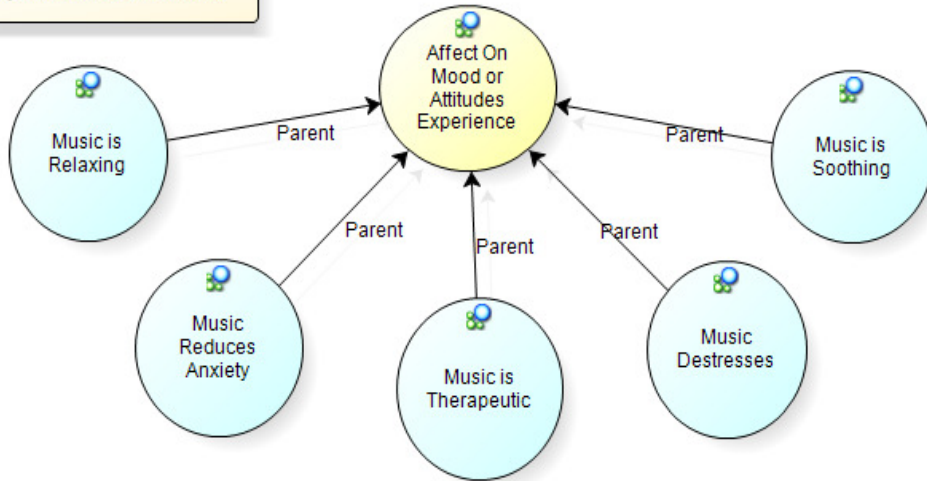 Affect On
Mood or
Attitudes
Experience
Music is
Relaxing
Parent
Parent
Music is
Soothing
Parent
Parent
Parent
Music
Reduces
Anxiety
Music is
Therapeutic
Music
Destresses